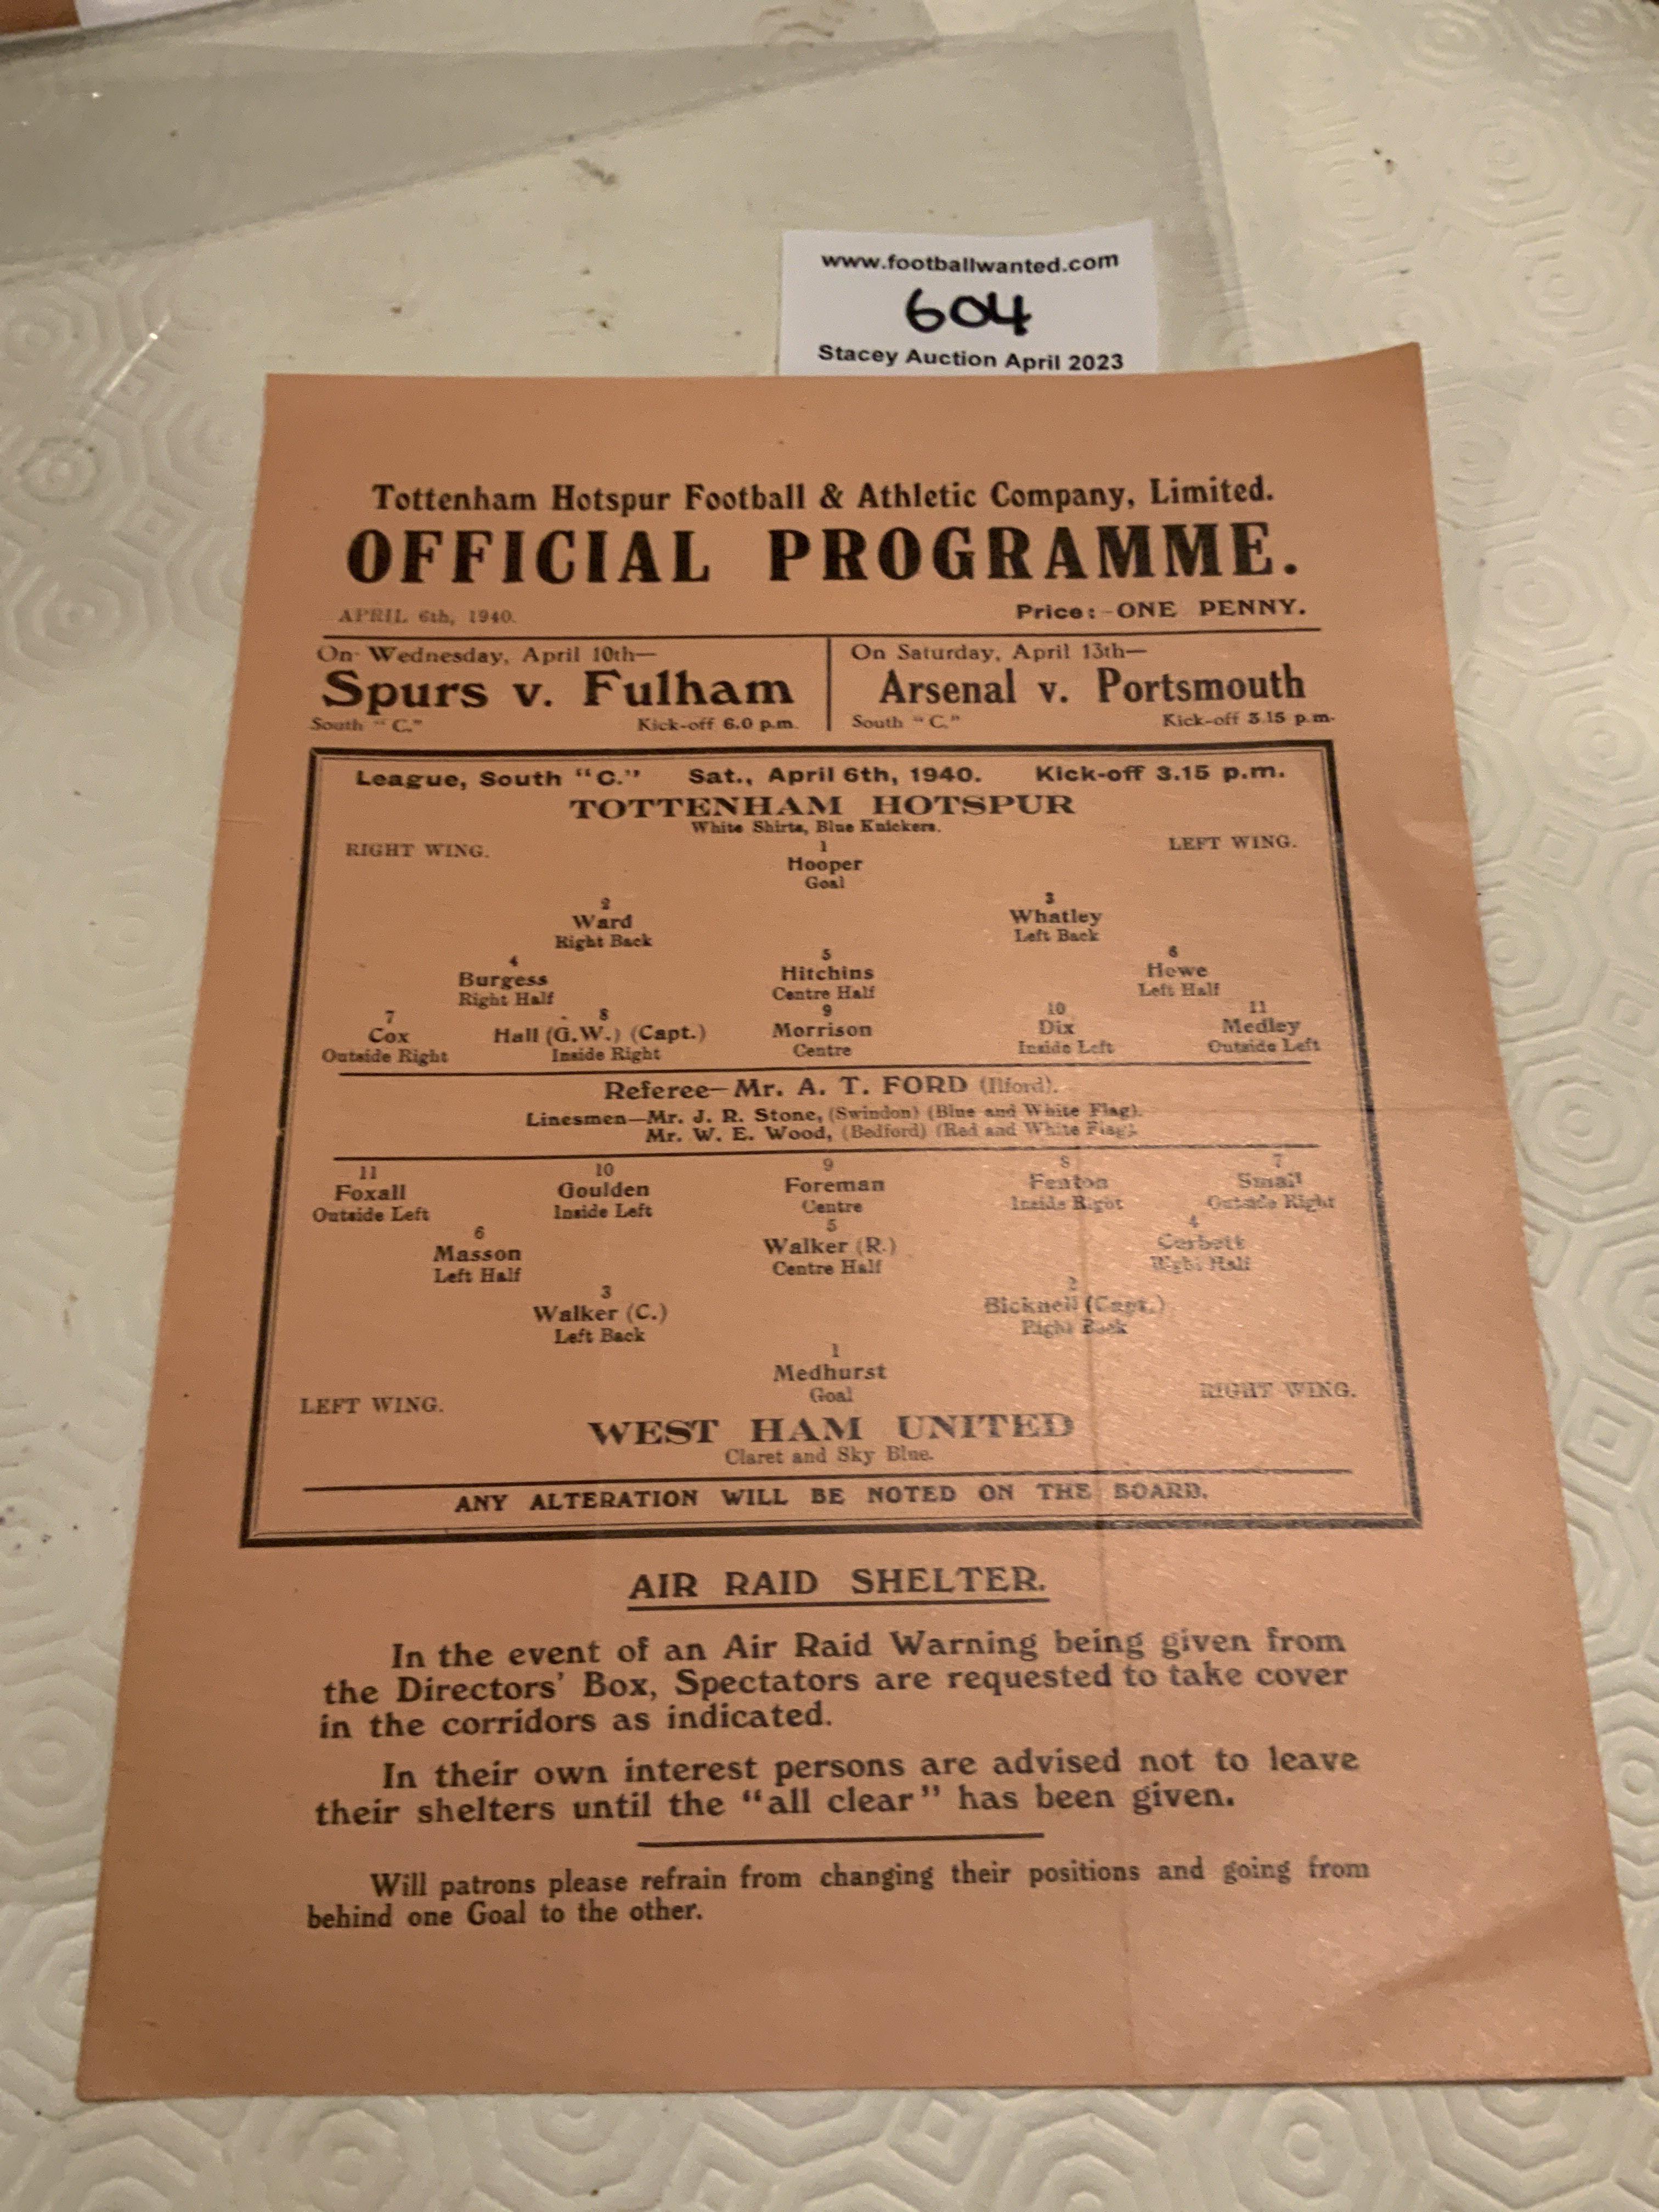 www.footballwanted.com
604
Stacey Auction April 2023
Tottenham Hotspur Football & Athletic Company, Limited.
OFFICIAL PROGRAMME.
APRIL 6th, 1940. Price:-ONE PENNY.
On Wednesday, April 10th— On Saturday, April 13th—
Spurs v. Fulham Arsenal v. Portsmouth
South "C." Kick-off 6.0 p.m. South "C." Kick-off 3.15 p.m.
League, South "C." Sat., April 6th, 1940. Kick-off 3.15 p.m.
TOTTENHAM HOTSPUR
White Shirts, Blue Knickers.
RIGHT WING. 1 LEFT WING.
Hooper
Goal
2 3
Ward Whatley
Right Back Left Back
4 5 6
Burgess Hitchins Howe
Right Half Centre Half Left Half
7 8 9 10 11
Cox Hall (G.W.) (Capt.) Morrison Dix Medley
Outside Right Inside Right Centre Inside Left Outside Left
Referee—Mr. A. T. FORD (Ilford).
Linesmen—Mr. J. R. Stone, (Swindon) (Blue and White Flag).
Mr. W. E. Wood, (Bedford) (Red and White Flag).
11 10 9 8 7
Foxall Goulden Foreman Fenton Small
Outside Left Inside Left Centre Inside Right Outside Right
6 5 4
Masson Walker (R.) Corbett
Left Half Centre Half Right Half
3 2
Walker (C.) Bicknell (Capt.)
Left Back Right Back
1
Medhurst
Goal
LEFT WING. RIGHT WING.
WEST HAM UNITED
Claret and Sky Blue.
ANY ALTERATION WILL BE NOTED ON THE BOARD.
AIR RAID SHELTER.
In the event of an Air Raid Warning being given from
the Directors' Box, Spectators are requested to take cover
in the corridors as indicated.
In their own interest persons are advised not to leave
their shelters until the "all clear" has been given.
Will patrons please refrain from changing their positions and going from
behind one Goal to the other.